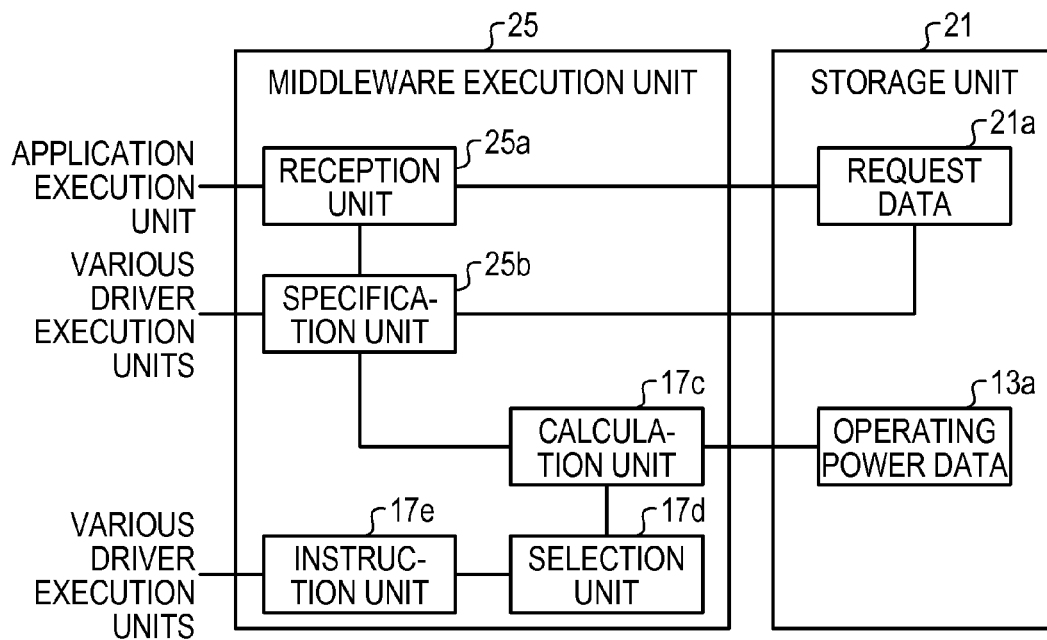 25
21
MIDDLEWARE EXECUTION UNIT
STORAGE UNIT
APPLICATION
EXECUTION
UNIT
25a
RECEPTION
UNIT
21a
REQUEST
DATA
VARIOUS
DRIVER
EXECUTION
UNITS
25b
SPECIFICA-
TION UNIT
17c
CALCULA-
TION UNIT
13a
OPERATING
POWER DATA
VARIOUS
DRIVER
EXECUTION
UNITS
17e
INSTRUC-
TION UNIT
17d
SELECTION
UNIT